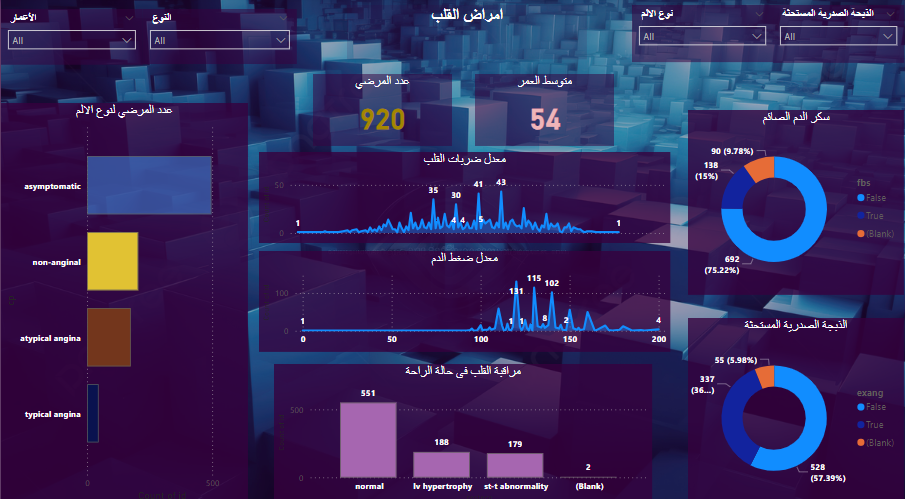 امراض القلب
الأعمار
All
النوع
All
نوع الالم
All
الذبحة الصدرية المستحثة
All
عدد المرضي
920
متوسط العمر
54
عدد المرضي لنوع الالم
asymptomatic
non-anginal
atypical angina
typical angina
0
500
معدل ضربات القلب
50
0
1
35
4
30
4
41
5
43
1
معدل ضغط الدم
100
0
1
1
131
1
115
8
102
2
4
0
50
100
150
200
مراقبة القلب في حالة الراحة
500
0
551
188
179
2
normal
lv hypertrophy
st-t abnormality
(Blank)
سكر الدم الصائم
90 (9.78%)
138
(15%)
692
(75.22%)
fbs
False
True
(Blank)
الذبحة الصدرية المستحثة
55 (5.98%)
337
(36...)
528
(57.39%)
exang
False
True
(Blank)